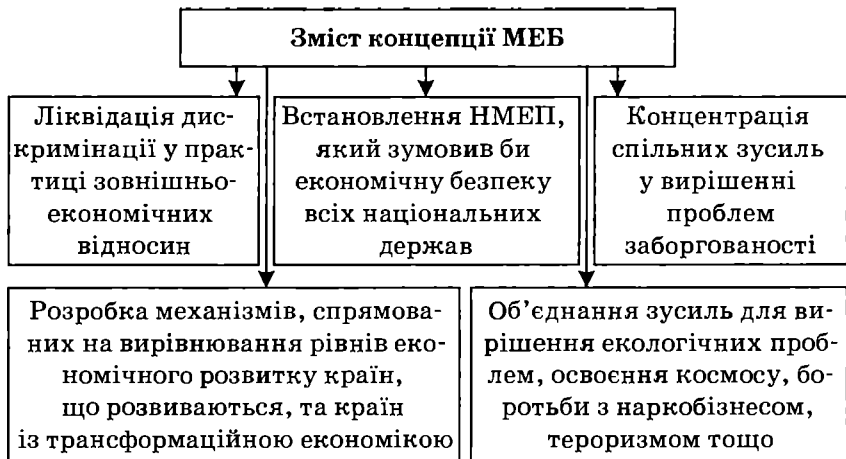 Зміст концепції МЕБ
Ліквідація дис-
кримінації у прак-
тиці зовнішньо-
економічних
відносин
Встановлення НМЕП,
який зумовив би
економічну безпеку
всіх національних
держав
Концентрація
спільних зусиль
у вирішенні
проблем
заборгованості
Розробка механізмів, спрямова-
них на вирівнювання рівнів еко-
номічного розвитку країн,
що розвиваються, та країн
із трансформаційною економікою
Об’єднання зусиль для ви-
рішення екологічних проб-
лем, освоєння космосу, бо-
ротьби з наркобізнесом,
тероризмом тощо